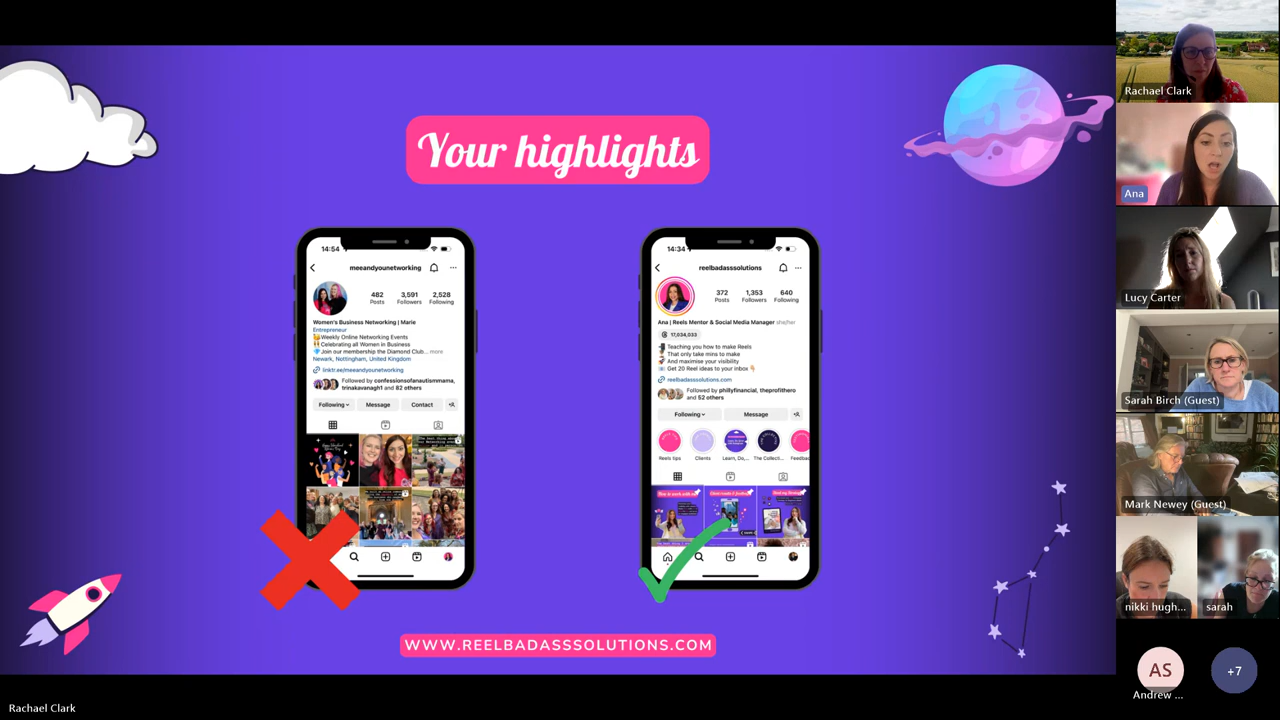 Your highlights
14:54
meeandyounetworking
482 3,591 2,528
Posts Followers Following
Women's Business Networking | Marie
Entrepreneur
Weekly Online Networking Events
Celebrating all Women in Business
Join our membership the Diamond Club... more
Newark, Nottingham, United Kingdom
linktr.ee/meeandyounetworking
Followed by confessionsofanautismmama,
trinakavanagh1 and 82 others
Following Message Contact
14:34
reelbadasssolutions
372 1,353 640
Posts Followers Following
Ana | Reels Mentor & Social Media Manager she/her
17,034,033
Teaching you how to make Reels
That only take mins to make
And maximise your visibility
Get 20 Reel ideas to your inbox
reelbadasssolutions.com
Followed by phillyfinancial, theprofithero
and 52 others
Following Message
Reels tips Clients Learn, Do,... The Collect... Feedba
WWW.REELBADASSSOLUTIONS.COM
Rachael Clark
Ana
Lucy Carter
Sarah Birch (Guest)
Mark Newey (Guest)
nikki hugh... sarah
AS +7
Andrew ...
Rachael Clark